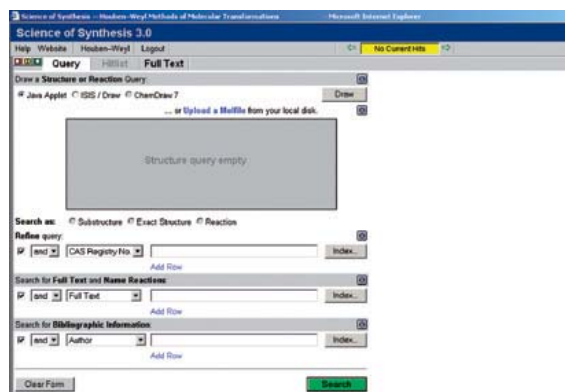 Science of Synthesis -- Houben-Weyl Methods of Molecular Transformations Microsoft Internet Explorer
Science of Synthesis 3.0
Help Website Houben-Weyl Logout No Current Hits
Query Hitlist Full Text
Draw a Structure or Reaction Query:
Java Applet ISIS / Draw ChemDraw 7 Draw
... or Upload a Molfile from your local disk.
Structure query empty
Search as: Substructure Exact Structure Reaction
Refine query:
and CAS Registry No. Index...
Add Row
Search for Full Text and Name Reactions:
and Full Text Index...
Add Row
Search for Bibliographic Information:
and Author Index...
Add Row
Clear Form Search